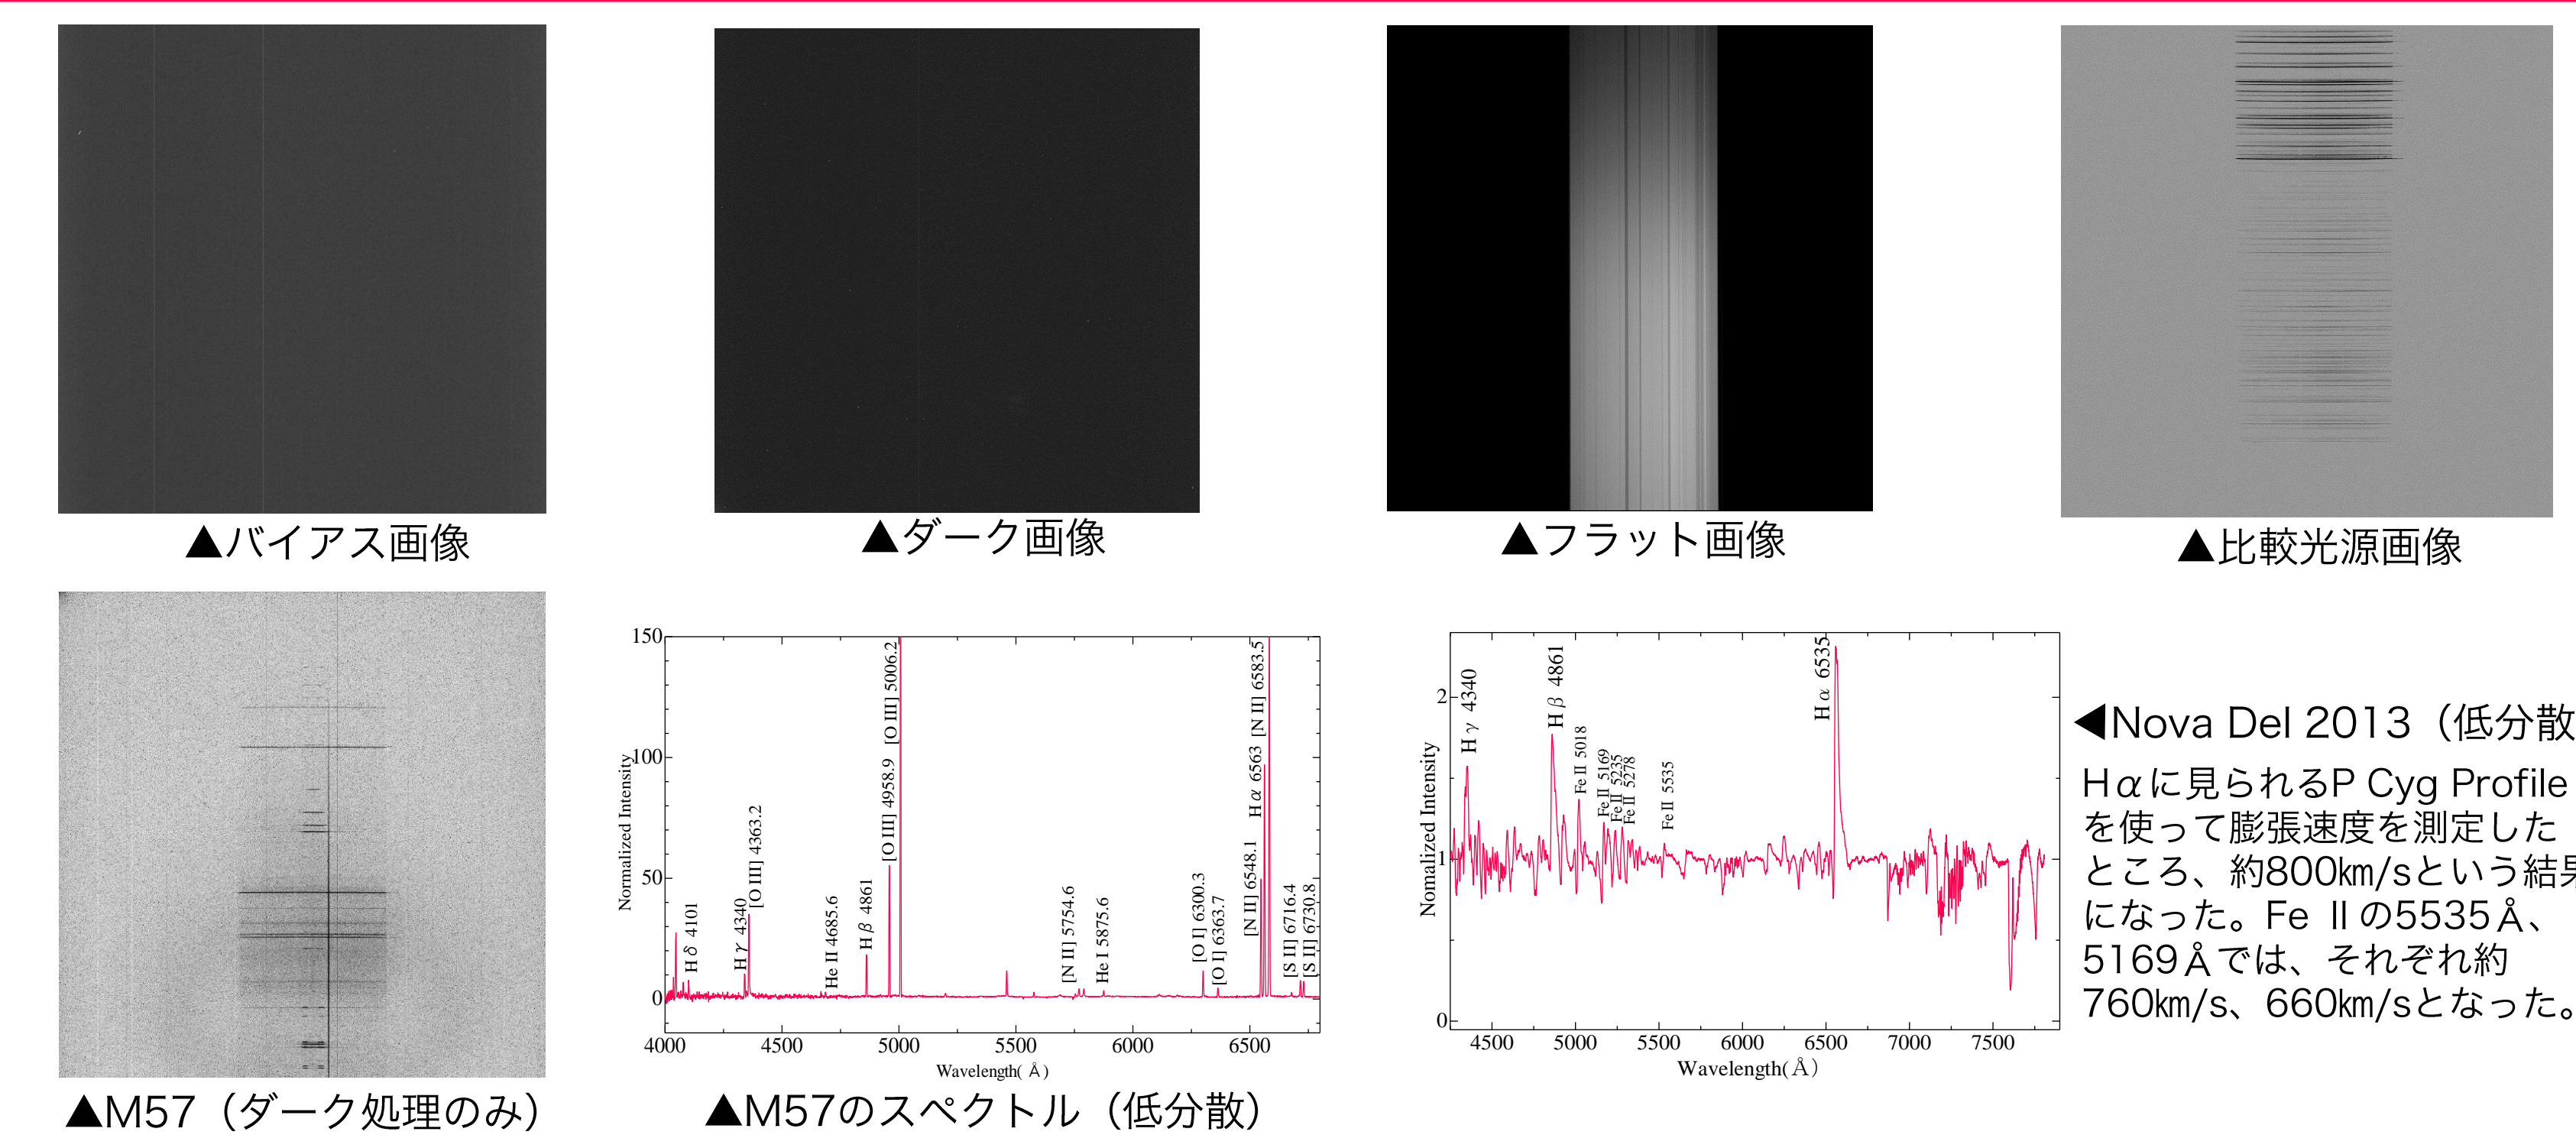 ▲バイアス画像
▲ダーク画像
▲フラット画像
▲比較光源画像
▲M57（ダーク処理のみ）
150
100
50
0
Normalized Intensity
Hδ 4101
Hγ 4340
[O III] 4363.2
He II 4685.6
Hβ 4861
[O III] 4958.9
[O III] 5006.2
[N II] 5754.6
He I 5875.6
[O I] 6300.3
[O I] 6363.7
[N II] 6548.1
Hα 6563
[N II] 6583.5
[S II] 6716.4
[S II] 6730.8
4000 4500 5000 5500 6000 6500
Wavelength( Å )
▲M57のスペクトル（低分散）
2
1
0
Nomalized Intensity
Hγ 4340
Hβ 4861
FeⅡ 5018
FeⅡ 5169
FeⅡ 5235
FeⅡ 5278
FeⅡ 5535
Hα 6535
4500 5000 5500 6000 6500 7000 7500
Wavelength(Å)
◀Nova Del 2013（低分散
Hαに見られるP Cyg Profile
を使って膨張速度を測定した
ところ、約800㎞/sという結果
になった。Fe Ⅱの5535Å、
5169Åでは、それぞれ約
760㎞/s、660㎞/sとなった。